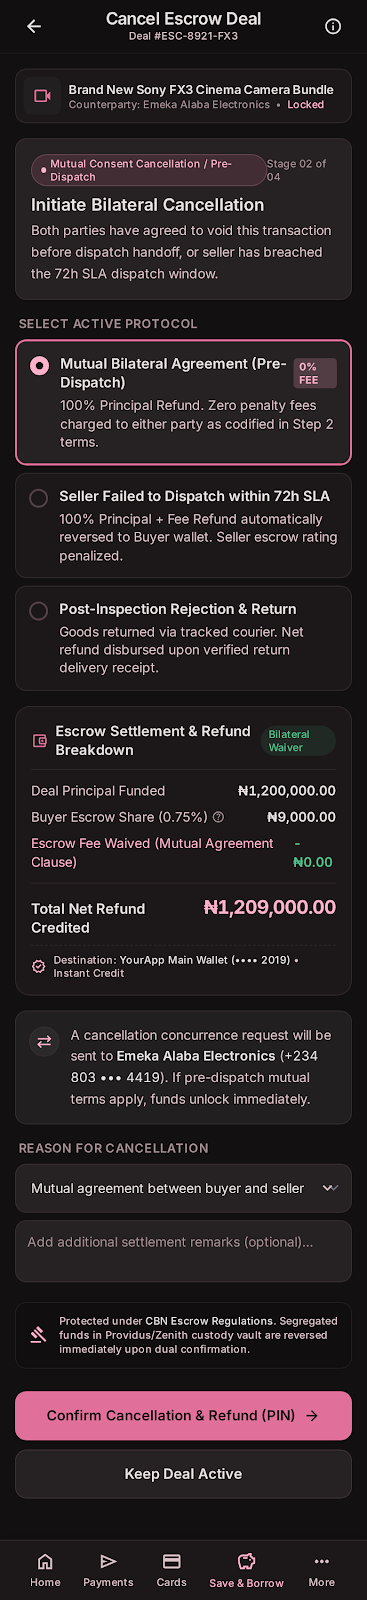 Cancel Escrow Deal
Deal #ESC-8921-FX3
Brand New Sony FX3 Cinema Camera Bundle
Counterparty: Emeka Alaba Electronics • Locked
Mutual Consent Cancellation / Pre-
Dispatch
Stage 02 of
04
Initiate Bilateral Cancellation
Both parties have agreed to void this transaction
before dispatch handoff, or seller has breached
the 72h SLA dispatch window.
SELECT ACTIVE PROTOCOL
Mutual Bilateral Agreement (Pre-
Dispatch)
0%
FEE
100% Principal Refund. Zero penalty fees
charged to either party as codified in Step 2
terms.
Seller Failed to Dispatch within 72h SLA
100% Principal + Fee Refund automatically
reversed to Buyer wallet. Seller escrow rating
penalized.
Post-Inspection Rejection & Return
Goods returned via tracked courier. Net
refund disbursed upon verified return
delivery receipt.
Escrow Settlement & Refund
Breakdown
Bilateral
Waiver
Deal Principal Funded ₦1,200,000.00
Buyer Escrow Share (0.75%) ₦9,000.00
Escrow Fee Waived (Mutual Agreement
Clause)
-
₦0.00
Total Net Refund
Credited
₦1,209,000.00
Destination: YourApp Main Wallet (•••• 2019) •
Instant Credit
A cancellation concurrence request will be
sent to Emeka Alaba Electronics (+234
803 ••• 4419). If pre-dispatch mutual
terms apply, funds unlock immediately.
REASON FOR CANCELLATION
Mutual agreement between buyer and seller
Add additional settlement remarks (optional)...
Protected under CBN Escrow Regulations. Segregated
funds in Providus/Zenith custody vault are reversed
immediately upon dual confirmation.
Confirm Cancellation & Refund (PIN) →
Keep Deal Active
Home Payments Cards Save & Borrow More